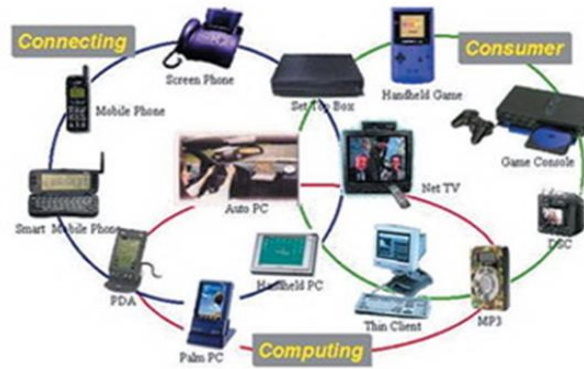 Connecting
Consumer
Screen Phone
Mobile Phone
Set Top Box
Handheld Game
Game Console
Smart Mobile Phone
Auto PC
Net TV
DSC
PDA
Handheld PC
Thin Client
MP3
Palm PC
Computing